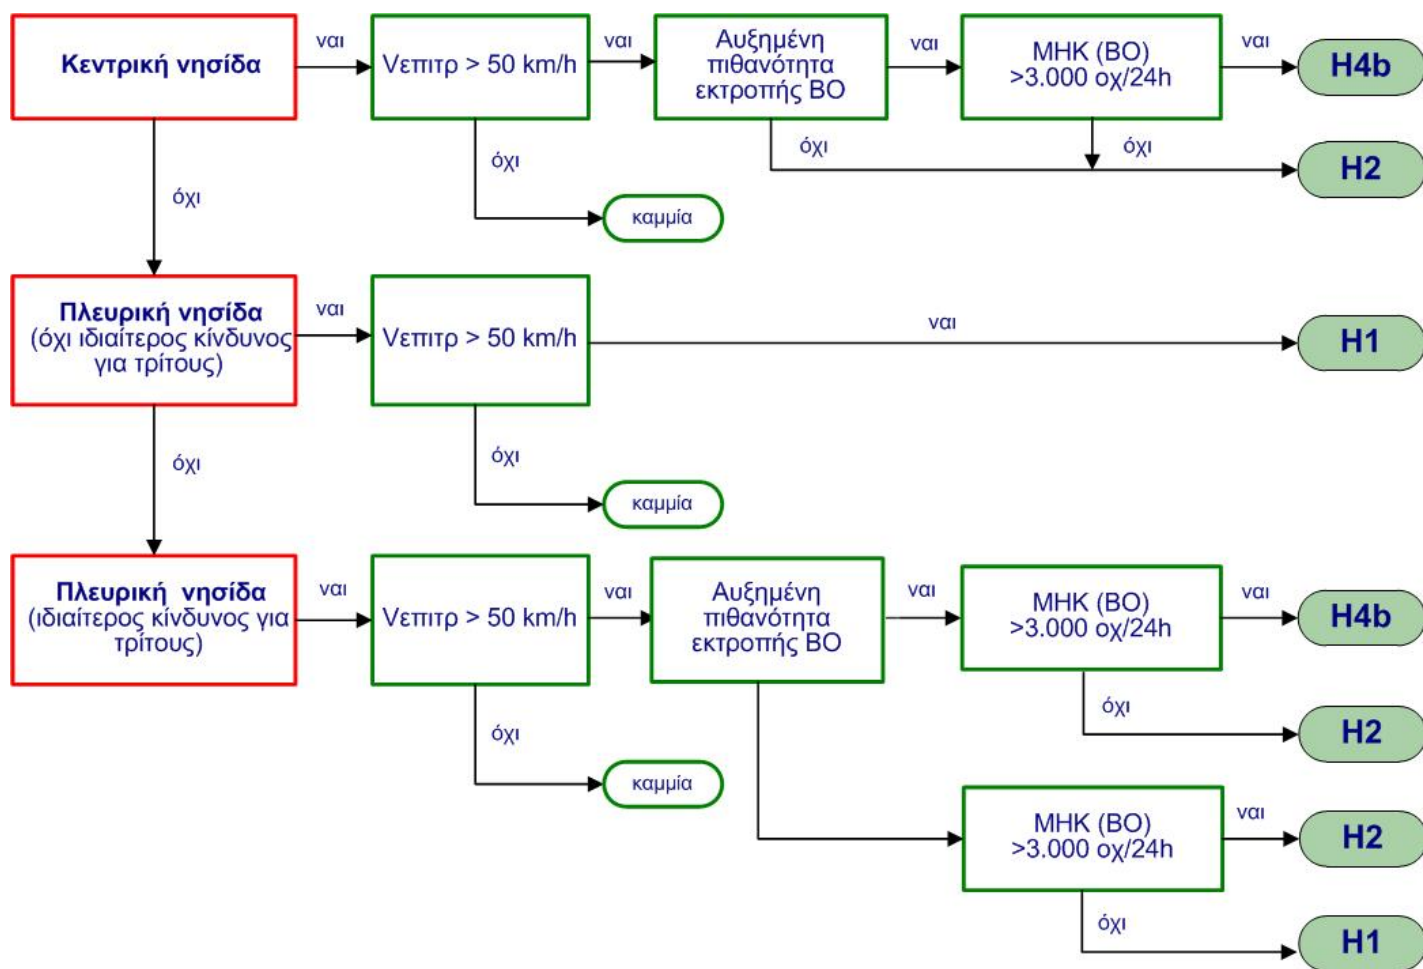 Κεντρική νησίδα
ναι
Vεπιτρ > 50 km/h
ναι
Αυξημένη
πιθανότητα
εκτροπής ΒΟ
ναι
ΜΗΚ (ΒΟ)
>3.000 οχ/24h
ναι
H4b
όχι
όχι
όχι
H2
όχι
καμμία
Πλευρική νησίδα
(όχι ιδιαίτερος κίνδυνος
για τρίτους)
ναι
Vεπιτρ > 50 km/h
ναι
H1
όχι
όχι
καμμία
Πλευρική νησίδα
(ιδιαίτερος κίνδυνος για
τρίτους)
ναι
Vεπιτρ > 50 km/h
ναι
Αυξημένη
πιθανότητα
εκτροπής ΒΟ
ναι
ΜΗΚ (ΒΟ)
>3.000 οχ/24h
ναι
H4b
όχι
H2
όχι
καμμία
ΜΗΚ (ΒΟ)
>3.000 οχ/24h
ναι
H2
όχι
H1